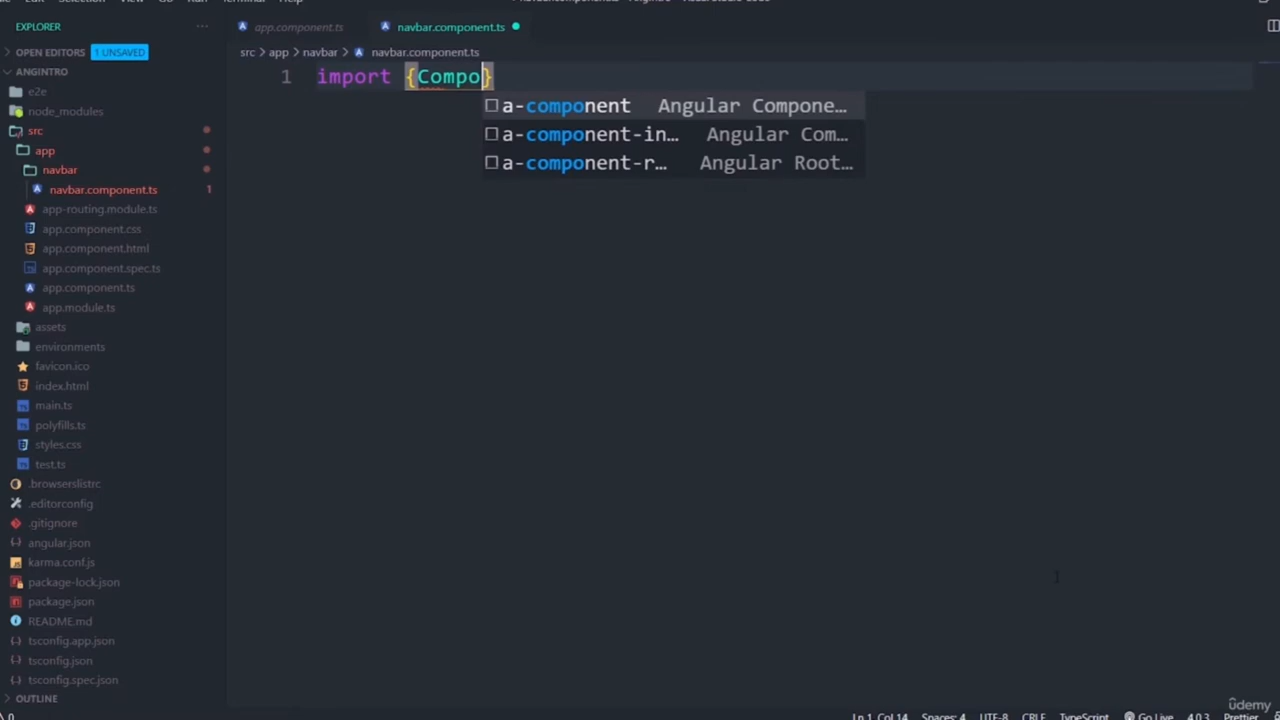 EXPLORER
app.component.ts
navbar.component.ts
OPEN EDITORS 1 UNSAVED
src > app > navbar > navbar.component.ts
ANGINTRO
1 import {Compo}
e2e
a-component Angular Compone…
node_modules
a-component-in… Angular Com…
src
a-component-r… Angular Root…
app
navbar
navbar.component.ts 1
app-routing.module.ts
app.component.css
app.component.html
app.component.spec.ts
app.component.ts
app.module.ts
assets
environments
favicon.ico
index.html
main.ts
polyfills.ts
styles.css
test.ts
.browserslistrc
.editorconfig
.gitignore
angular.json
karma.conf.js
package-lock.json
package.json
README.md
tsconfig.app.json
tsconfig.json
tsconfig.spec.json
OUTLINE
ûdemy
0 Ln 1, Col 14 Spaces: 4 UTF-8 CRLF TypeScript Go Live 4.0.3 Prettier